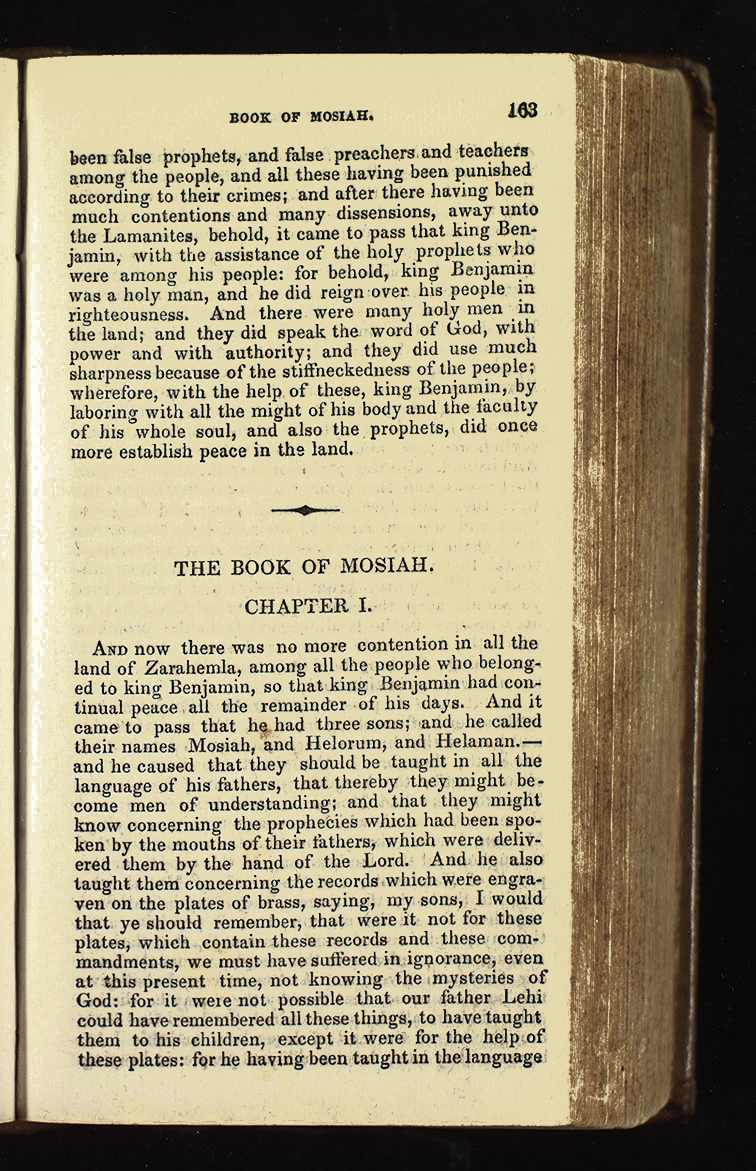 BOOK OF MOSIAH. 163
been false prophets, and false preachers and teachers
among the people, and all these having been punished
according to their crimes; and after there having been
much contentions and many dissensions, away unto
the Lamanites, behold, it came to pass that king Ben-
jamin, with the assistance of the holy prophets who
were among his people: for behold, king Benjamin
was a holy man, and he did reign over his people in
righteousness. And there were many holy men in
the land; and they did speak the word of God, with
power and with authority; and they did use much
sharpness because of the stiffneckedness of the people;
wherefore, with the help of these, king Benjamin, by
laboring with all the might of his body and the faculty
of his whole soul, and also the prophets, did once
more establish peace in the land.
THE BOOK OF MOSIAH.
CHAPTER I.
AND now there was no more contention in all the
land of Zarahemla, among all the people who belong-
ed to king Benjamin, so that king Benjamin had con-
tinual peace all the remainder of his days. And it
came to pass that he had three sons; and he called
their names Mosiah, and Helorum, and Helaman.—
and he caused that they should be taught in all the
language of his fathers, that thereby they might be-
come men of understanding; and that they might
know concerning the prophecies which had been spo-
ken by the mouths of their fathers, which were deliv-
ered them by the hand of the Lord. And he also
taught them concerning the records which were engra-
ven on the plates of brass, saying, my sons, I would
that ye should remember, that were it not for these
plates, which contain these records and these com-
mandments, we must have suffered in ignorance, even
at this present time, not knowing the mysteries of
God: for it were not possible that our father Lehi
could have remembered all these things, to have taught
them to his children, except it were for the help of
these plates: for he having been taught in the language